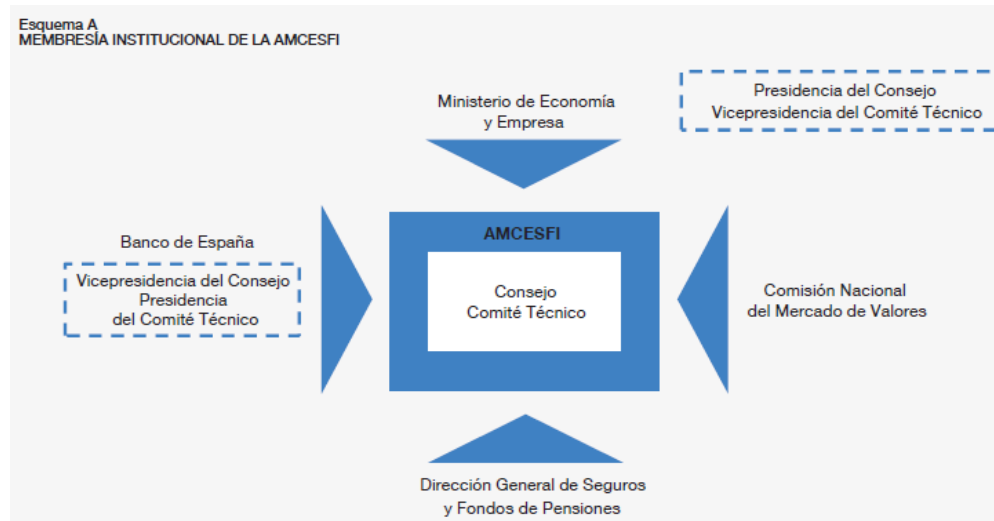 Esquema A
MEMBRESÍA INSTITUCIONAL DE LA AMCESFI
Ministerio de Economía
y Empresa
Presidencia del Consejo
Vicepresidencia del Comité Técnico
Banco de España
Vicepresidencia del Consejo
Presidencia
del Comité Técnico
AMCESFI
Consejo
Comité Técnico
Comisión Nacional
del Mercado de Valores
Dirección General de Seguros
y Fondos de Pensiones